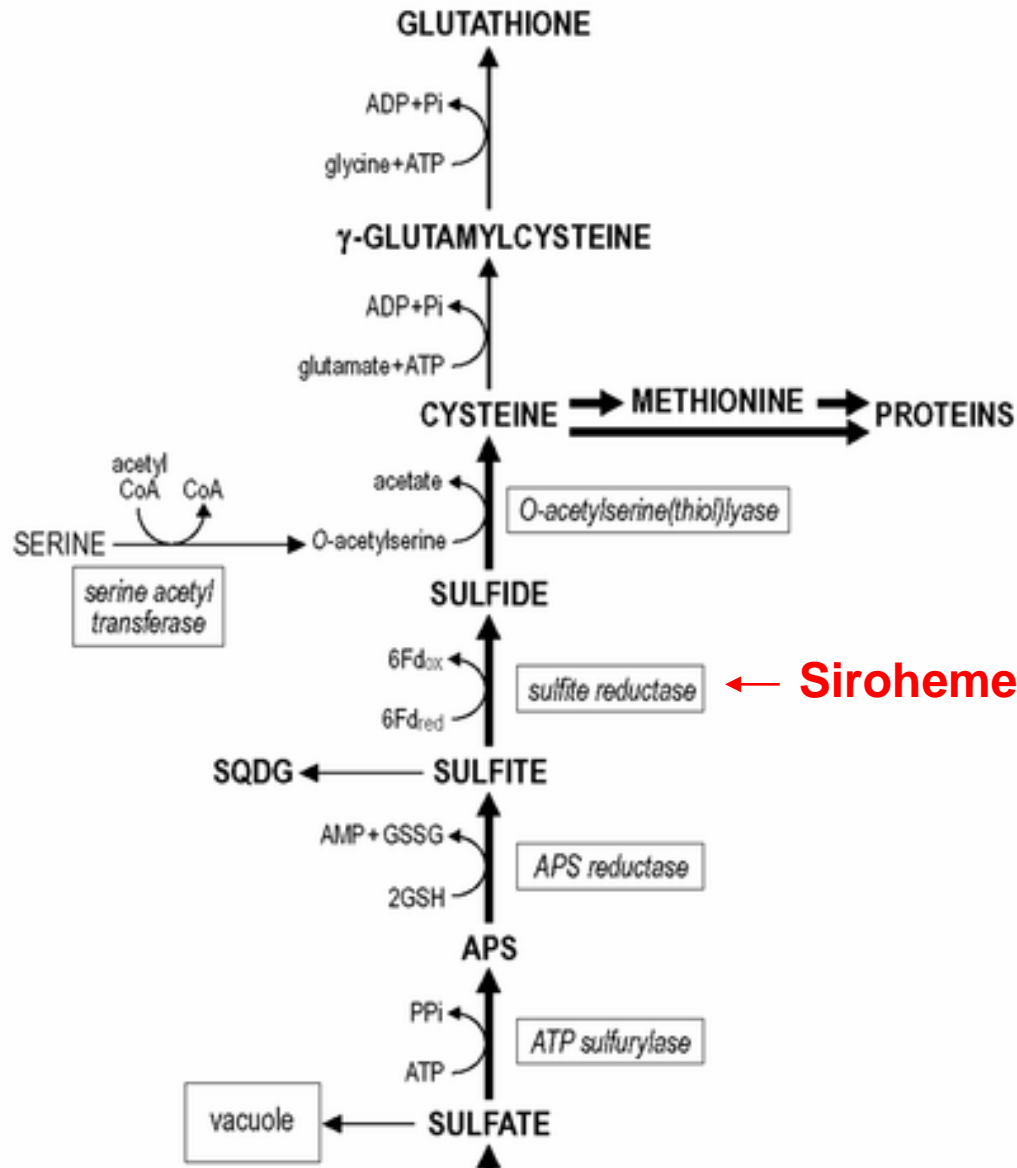 GLUTATHIONE
ADP+Pi
glycine+ATP
γ-GLUTAMYLCYSTEINE
ADP+Pi
glutamate+ATP
CYSTEINE
METHIONINE
PROTEINS
acetyl
CoA
CoA
acetate
O-acetylserine(thiol)lyase
SERINE
O-acetylserine
serine acetyl
transferase
SULFIDE
6Fdox
sulfite reductase
Siroheme
6Fdred
SQDG
SULFITE
AMP + GSSG
APS reductase
2GSH
APS
PPi
ATP sulfurylase
ATP
vacuole
SULFATE